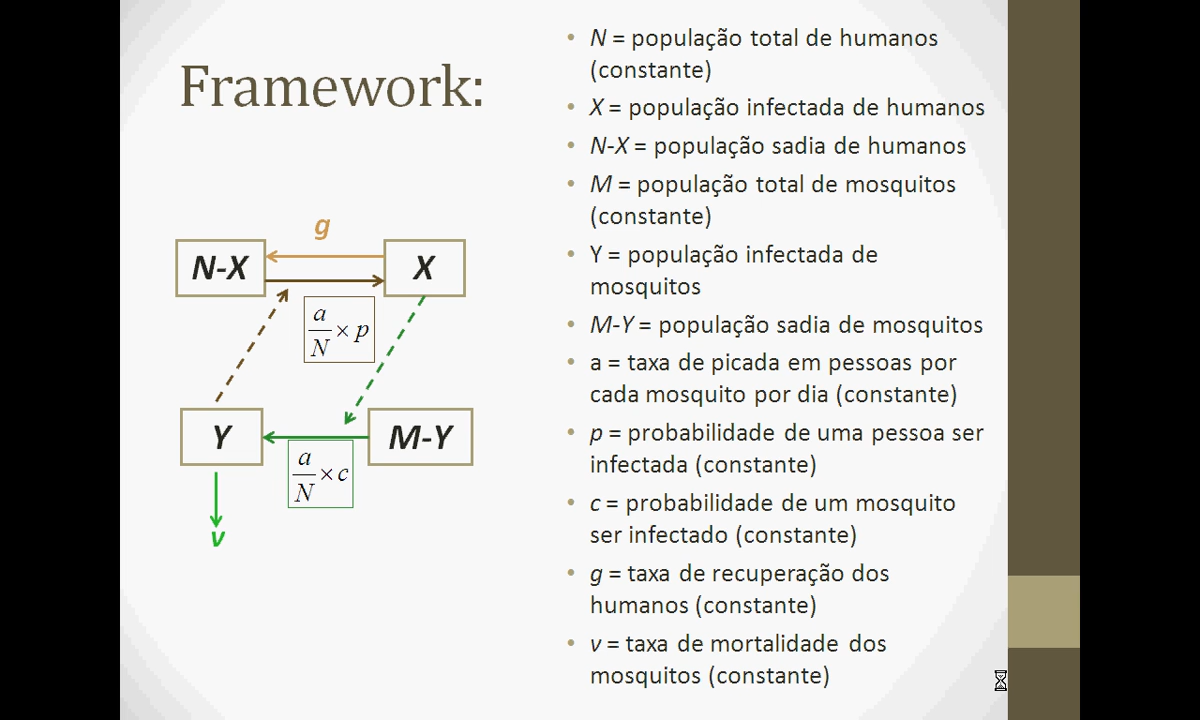 Framework:
g
N-X
X
a
N
× p
Y
M-Y
a
N
× c
v
• N = população total de humanos
(constante)
• X = população infectada de humanos
• N-X = população sadia de humanos
• M = população total de mosquitos
(constante)
• Y = população infectada de
mosquitos
• M-Y = população sadia de mosquitos
• a = taxa de picada em pessoas por
cada mosquito por dia (constante)
• p = probabilidade de uma pessoa ser
infectada (constante)
• c = probabilidade de um mosquito
ser infectado (constante)
• g = taxa de recuperação dos
humanos (constante)
• v = taxa de mortalidade dos
mosquitos (constante)